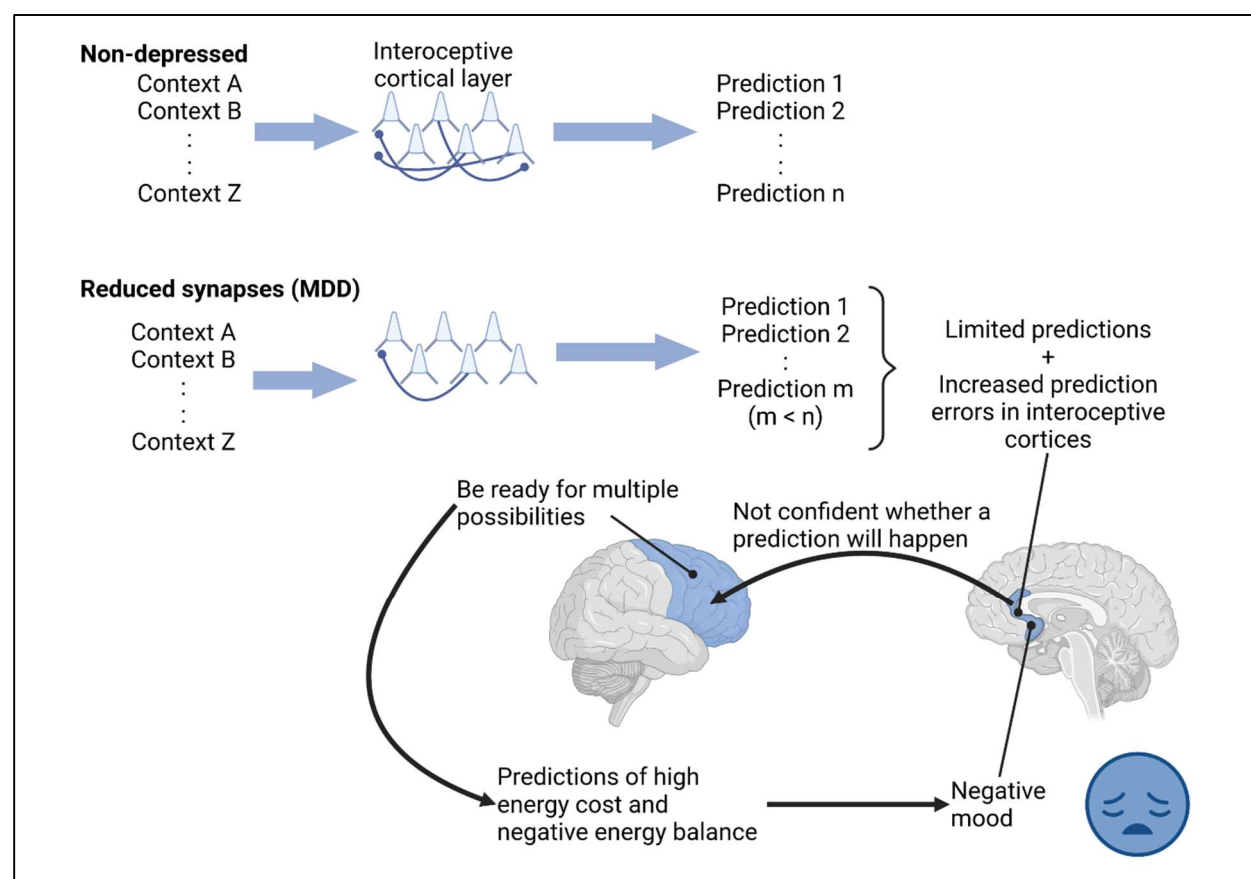 Non-depressed
Context A
Context B
:
:
Context Z
Interoceptive
cortical layer
Prediction 1
Prediction 2
:
:
Prediction n
Reduced synapses (MDD)
Context A
Context B
:
:
Context Z
Prediction 1
Prediction 2
:
Prediction m
(m < n)
Limited predictions
+
Increased prediction
errors in interoceptive
cortices
Be ready for multiple
possibilities
Not confident whether a
prediction will happen
Predictions of high
energy cost and
negative energy balance
Negative
mood